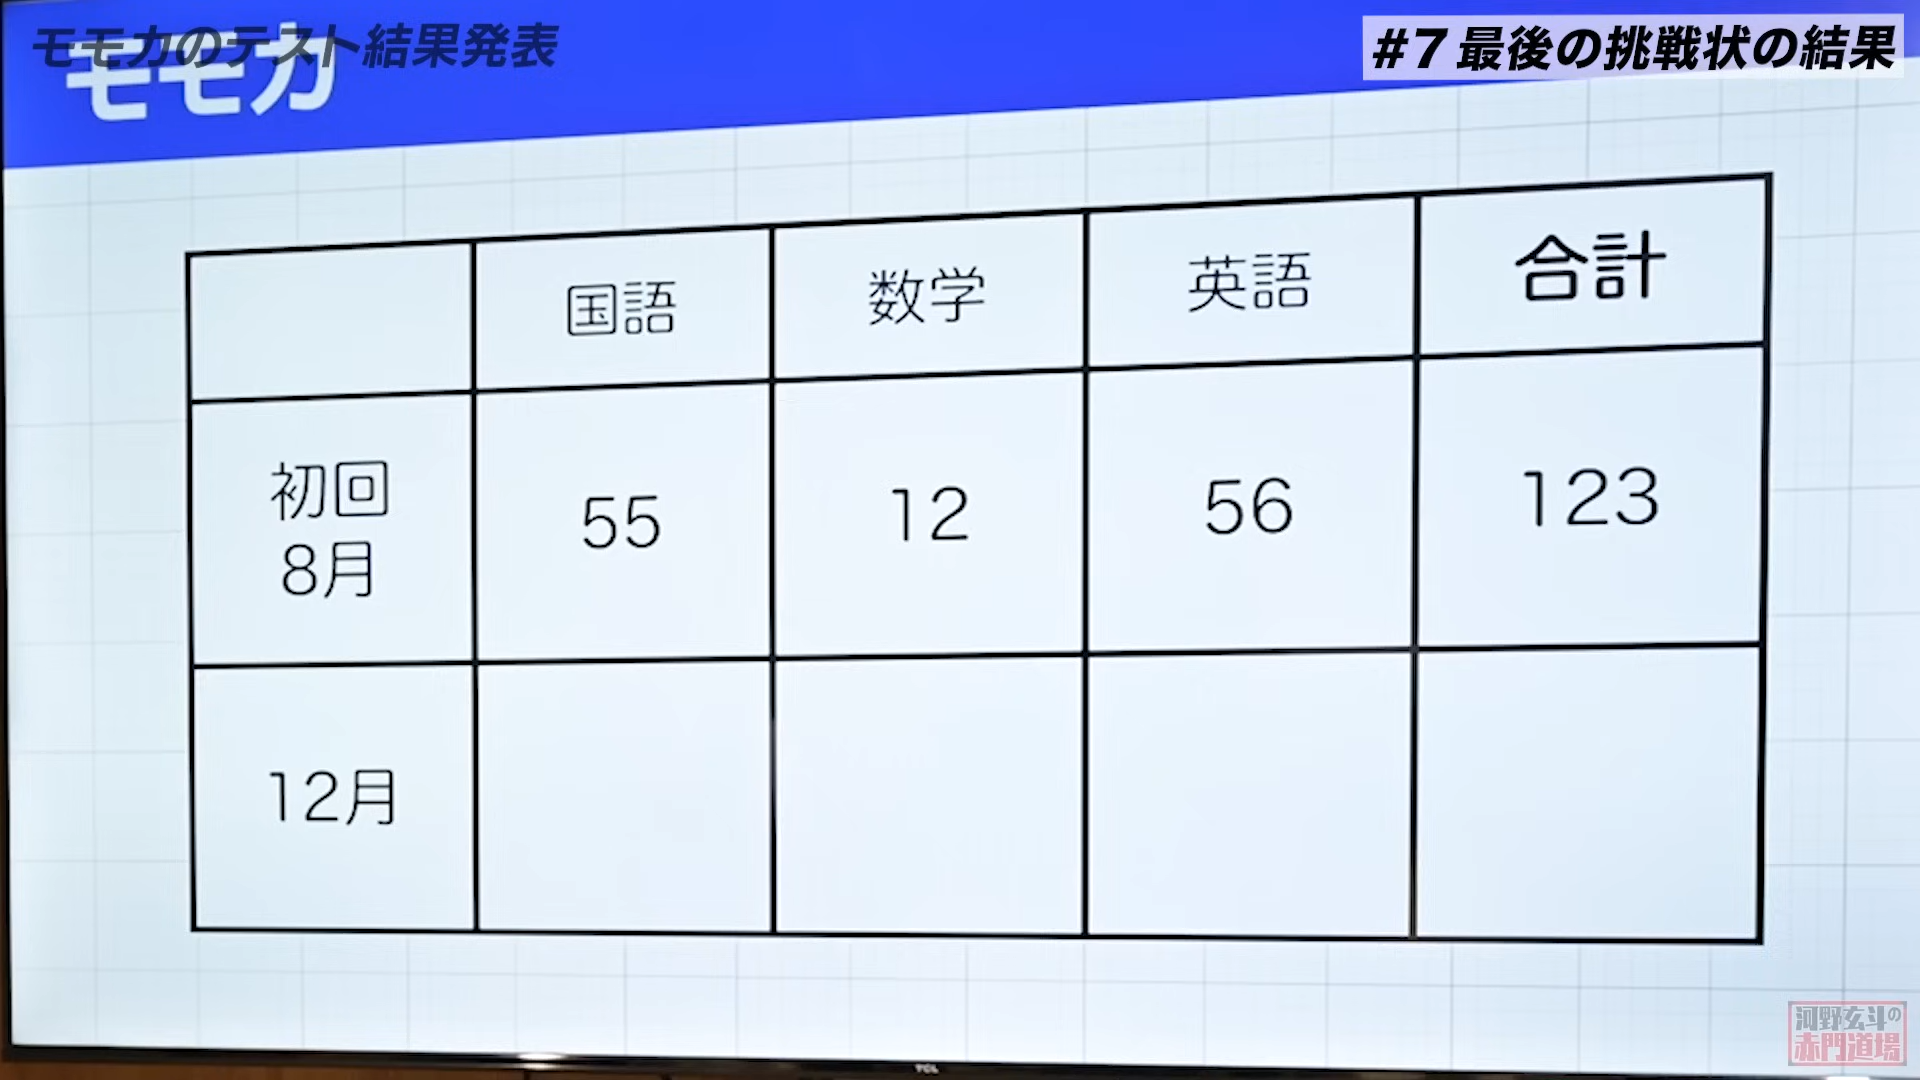 モモカのテスト結果発表
#7 最後の挑戦状の結果
モモカ
国語 数学 英語 合計
初回
8月 55 12 56 123
12月
TCL
河野玄斗の
赤門道場